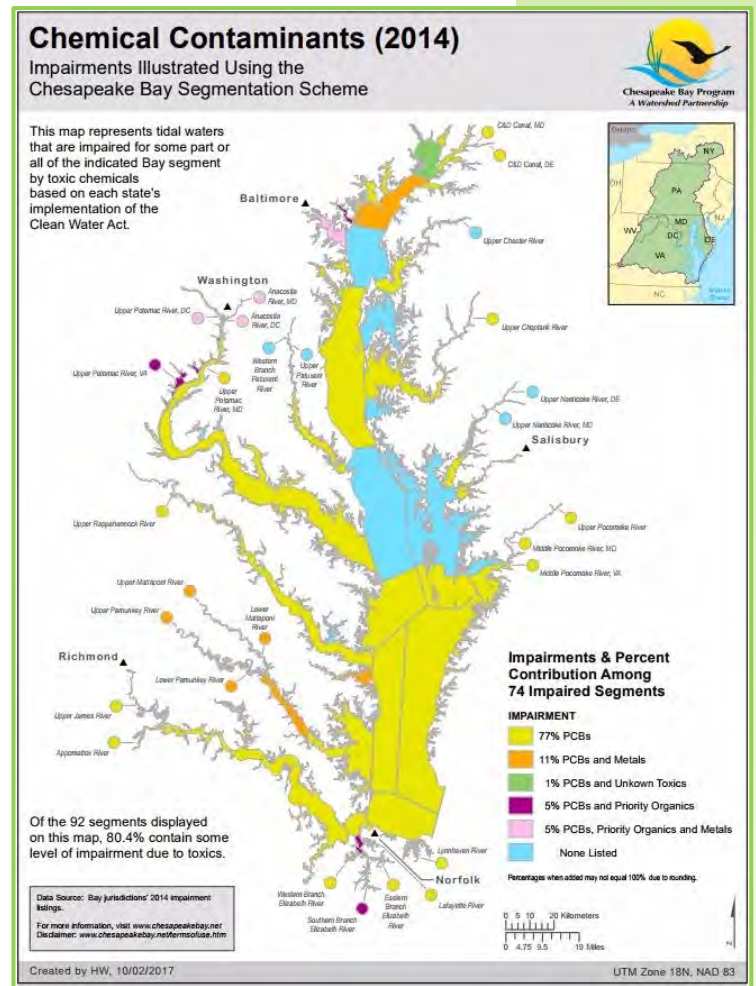 Chemical Contaminants (2014)
Impairments Illustrated Using the
Chesapeake Bay Segmentation Scheme
Chesapeake Bay Program
A Watershed Partnership
This map represents tidal waters
that are impaired for some part or
all of the indicated Bay segment
by toxic chemicals
based on each state's
implementation of the
Clean Water Act.
C&D Canal, MD
C&D Canal, DE
NY
OH
PA
NJ
MD
WV
DC
DE
VA
NC
Baltimore
Upper Chester River
Washington
Anacostia
River, MD
Upper Potomac River, DC
Anacostia
River, DC
Western
Branch
Patuxent
River
Upper
Patuxent
River
Upper Choptank River
Upper Potomac River, VA
Upper
Potomac
River, MD
Upper Nanticoke River, DE
Upper Nanticoke River, MD
Salisbury
Upper Rappahannock River
Upper Pocomoke River
Middle Pocomoke River, MD
Middle Pocomoke River, VA
Upper Mattaponi River
Upper Pamunkey River
Lower
Mattaponi
River
Richmond
Lower Pamunkey River
Upper James River
Appomattox River
Impairments & Percent
Contribution Among
74 Impaired Segments
IMPAIRMENT
77% PCBs
11% PCBs and Metals
1% PCBs and Unkown Toxics
5% PCBs and Priority Organics
5% PCBs, Priority Organics and Metals
None Listed
Percentages when added may not equal 100% due to rounding.
Of the 92 segments displayed
on this map, 80.4% contain some
level of impairment due to toxics.
Lynnhaven River
Norfolk
Western Branch
Elizabeth River
Eastern
Branch
Elizabeth
River
Lafayette River
Southern Branch
Elizabeth River
Data Source: Bay jurisdictions' 2014 impairment
listings.
For more information, visit www.chesapeakebay.net
Disclaimer: www.chesapeakebay.net/termsofuse.htm
0 5 10 20 Kilometers
0 4.75 9.5 19 Miles
Created by HW, 10/02/2017
UTM Zone 18N, NAD 83